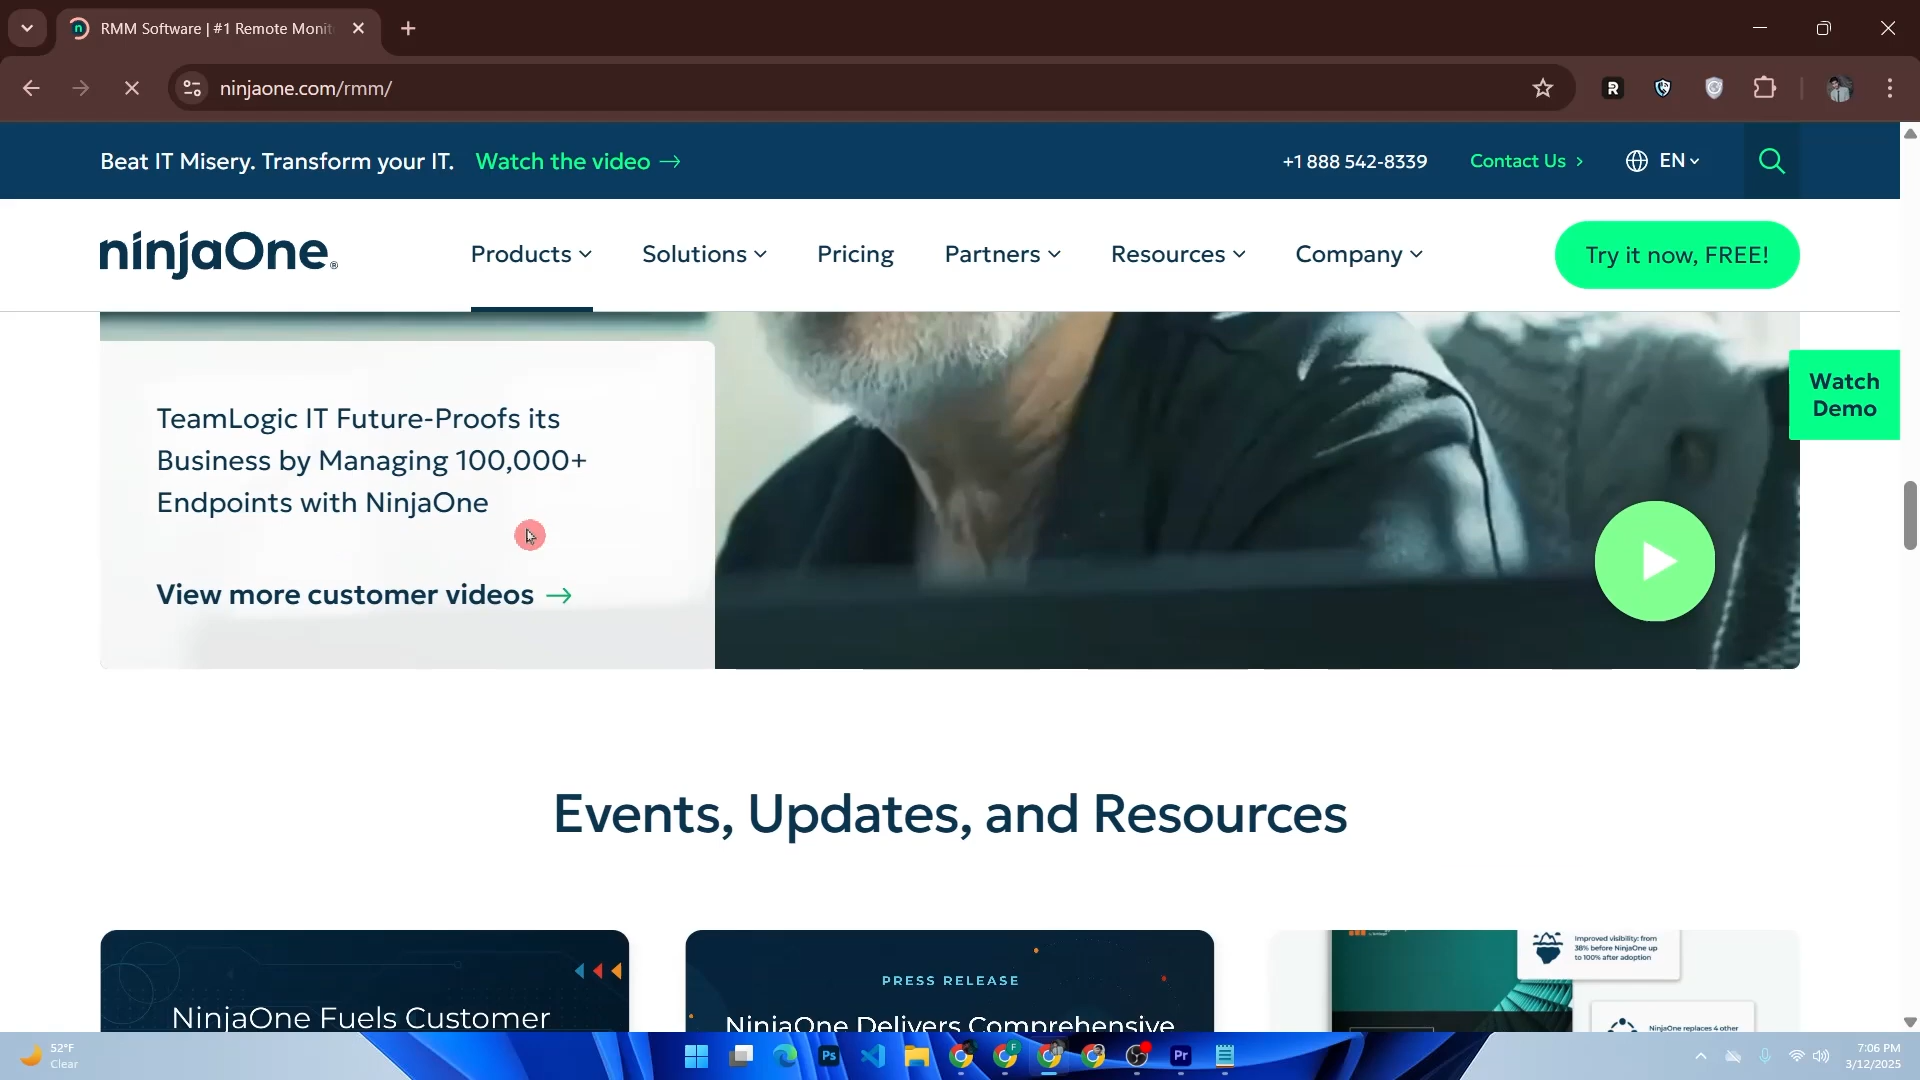 RMM Software | #1 Remote Monit
ninjaone.com/rmm/
Beat IT Misery. Transform your IT. Watch the video →
+1 888 542-8339
Contact Us >
EN
ninjaOne®
Products
Solutions
Pricing
Partners
Resources
Company
Try it now, FREE!
Watch
Demo
TeamLogic IT Future-Proofs its
Business by Managing 100,000+
Endpoints with NinjaOne
View more customer videos →
Events, Updates, and Resources
NinjaOne Fuels Customer
PRESS RELEASE
NinjaOne Delivers Comprehensive
Improved visibility: from
38% before NinjaOne up
to 100% after adoption
NinjaOne replaces 4 other
52°F
Clear
7:06 PM
3/12/2025